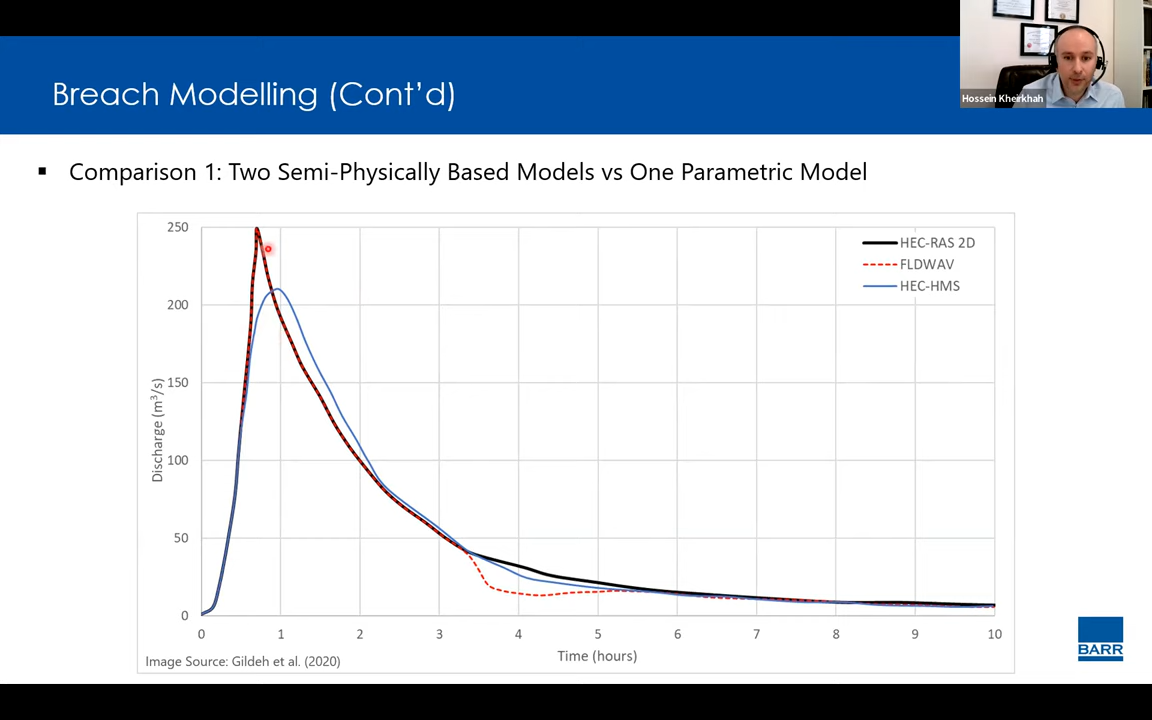 Breach Modelling (Cont'd)
Hossein Kheirkhah
▪ Comparison 1: Two Semi-Physically Based Models vs One Parametric Model
250
200
150
100
50
0
Discharge (m³/s)
HEC-RAS 2D
FLDWAV
HEC-HMS
0 1 2 3 4 5 6 7 8 9 10
Time (hours)
Image Source: Gildeh et al. (2020)
BARR